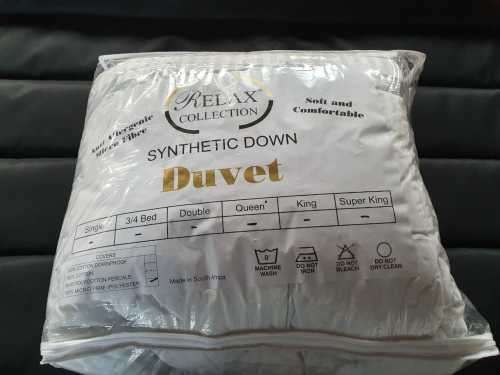 RELAX
COLLECTION
Anti Allergenic
Micro Fibre
Soft and
Comfortable
SYNTHETIC DOWN
Duvet
Single 3/4 Bed Double Queen King Super King
- - - - - -
COVERS
MACHINE
WASH
DO NOT
IRON
DO NOT
BLEACH
DO NOT
DRY CLEAN
Made in South Africa